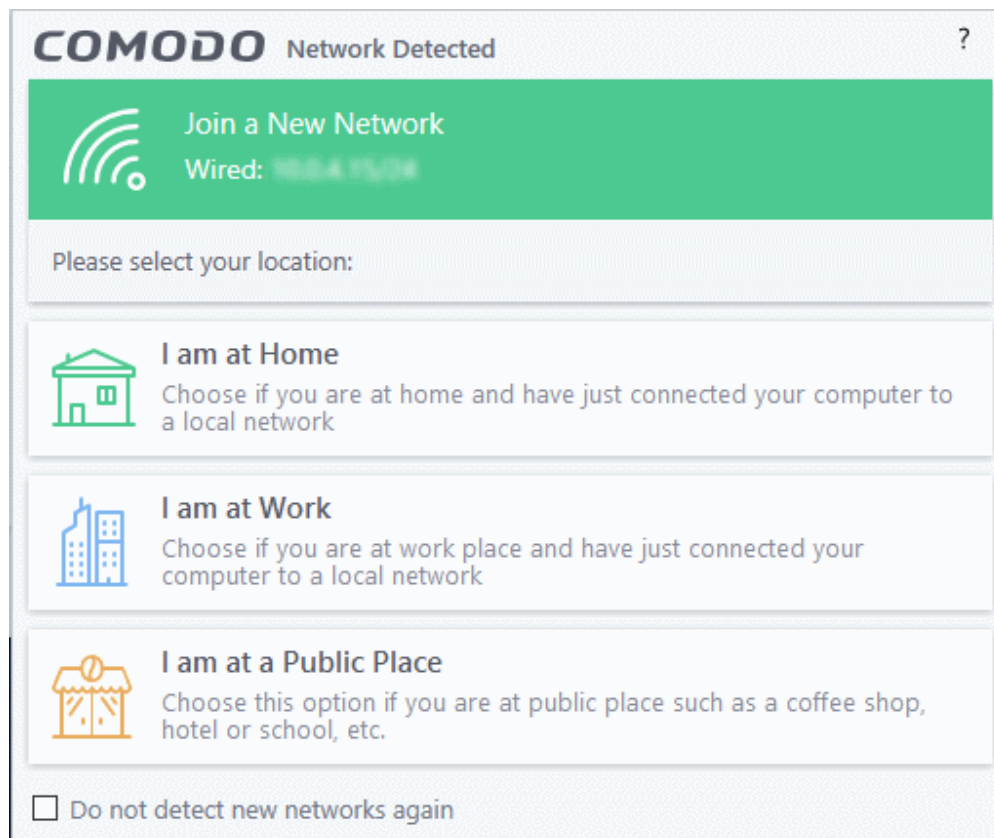 COMODO Network Detected ?
Join a New Network
Wired:
Please select your location:
I am at Home
Choose if you are at home and have just connected your computer to
a local network
I am at Work
Choose if you are at work place and have just connected your
computer to a local network
I am at a Public Place
Choose this option if you are at public place such as a coffee shop,
hotel or school, etc.
Do not detect new networks again